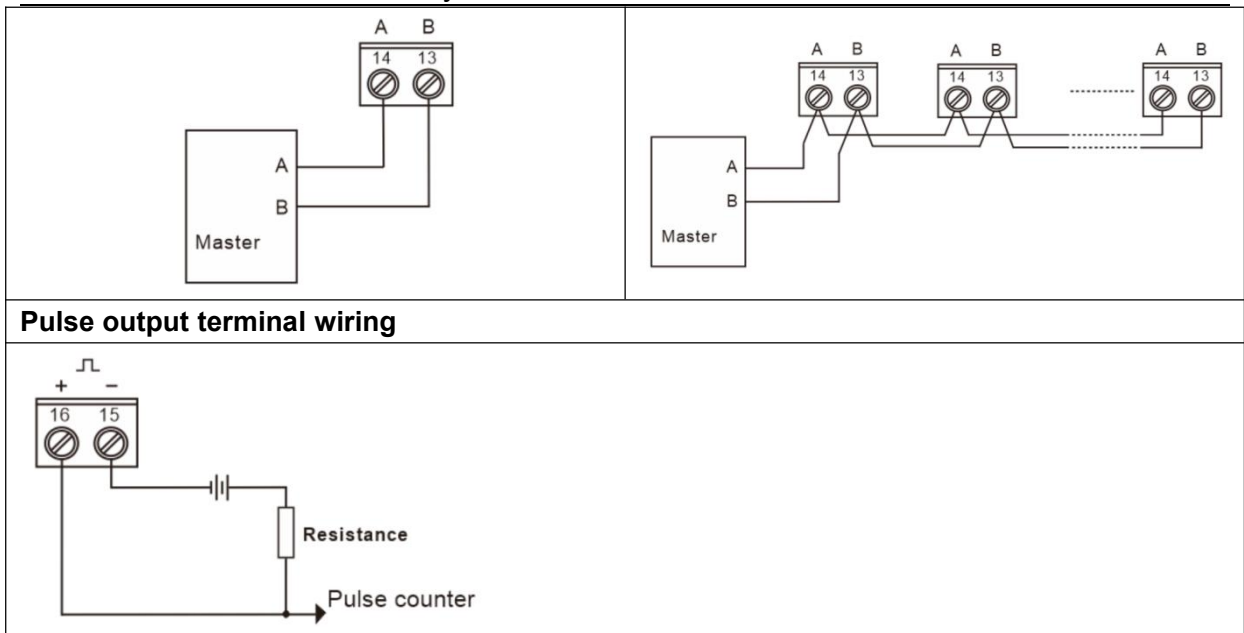 A B
14 13
A
B
Master
A B A B A B
14 13 14 13 14 13
A
B
Master
Pulse output terminal wiring
+ −
16 15
Resistance
Pulse counter